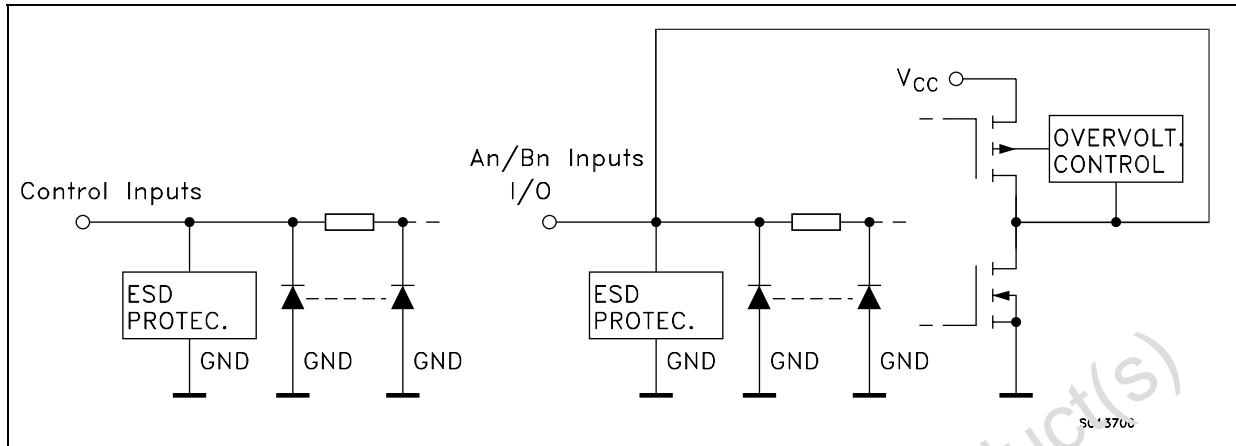 Control Inputs
ESD
PROTEC.
GND
GND
GND
An/Bn Inputs
I/O
ESD
PROTEC.
GND
GND
GND
VCC
OVERVOLT.
CONTROL